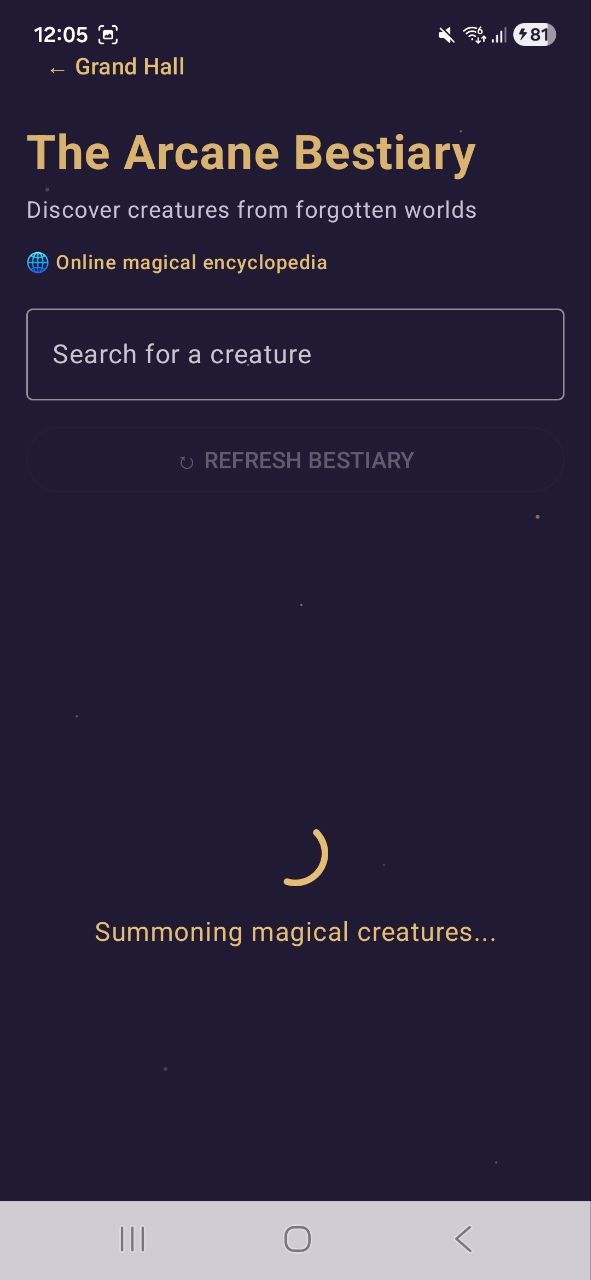 12:05
81
← Grand Hall
The Arcane Bestiary
Discover creatures from forgotten worlds
🌐 Online magical encyclopedia
Search for a creature
↻ REFRESH BESTIARY
Summoning magical creatures...